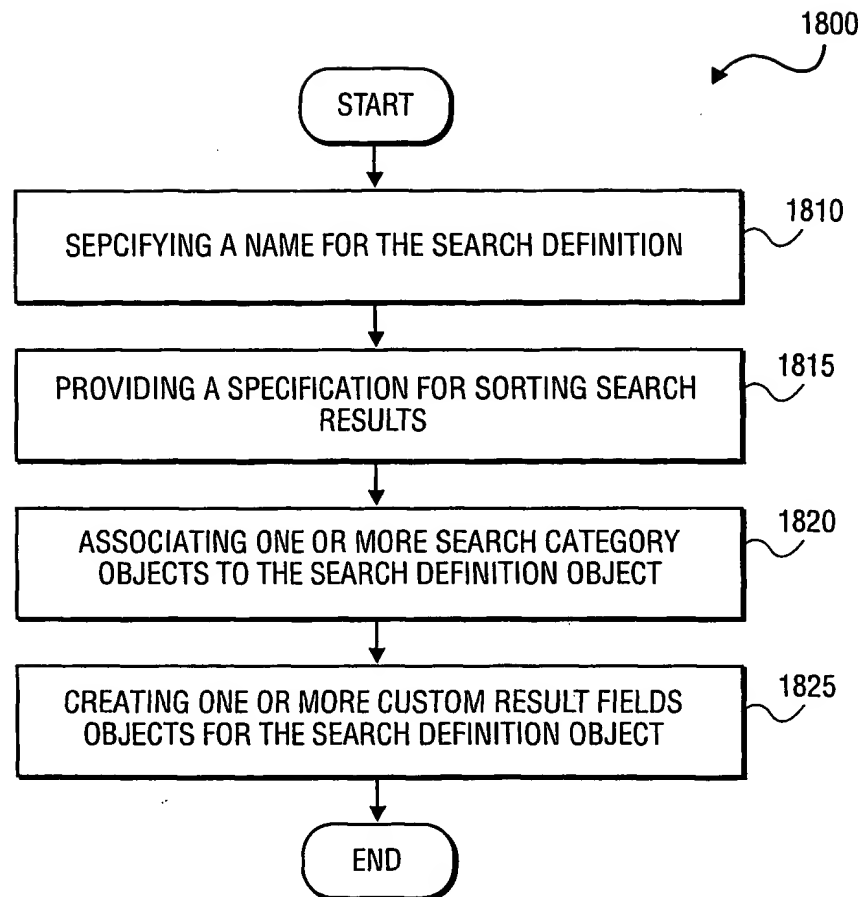 1800
START
SEPCIFYING A NAME FOR THE SEARCH DEFINITION
1810
PROVIDING A SPECIFICATION FOR SORTING SEARCH
RESULTS
1815
ASSOCIATING ONE OR MORE SEARCH CATEGORY
OBJECTS TO THE SEARCH DEFINITION OBJECT
1820
CREATING ONE OR MORE CUSTOM RESULT FIELDS
OBJECTS FOR THE SEARCH DEFINITION OBJECT
1825
END